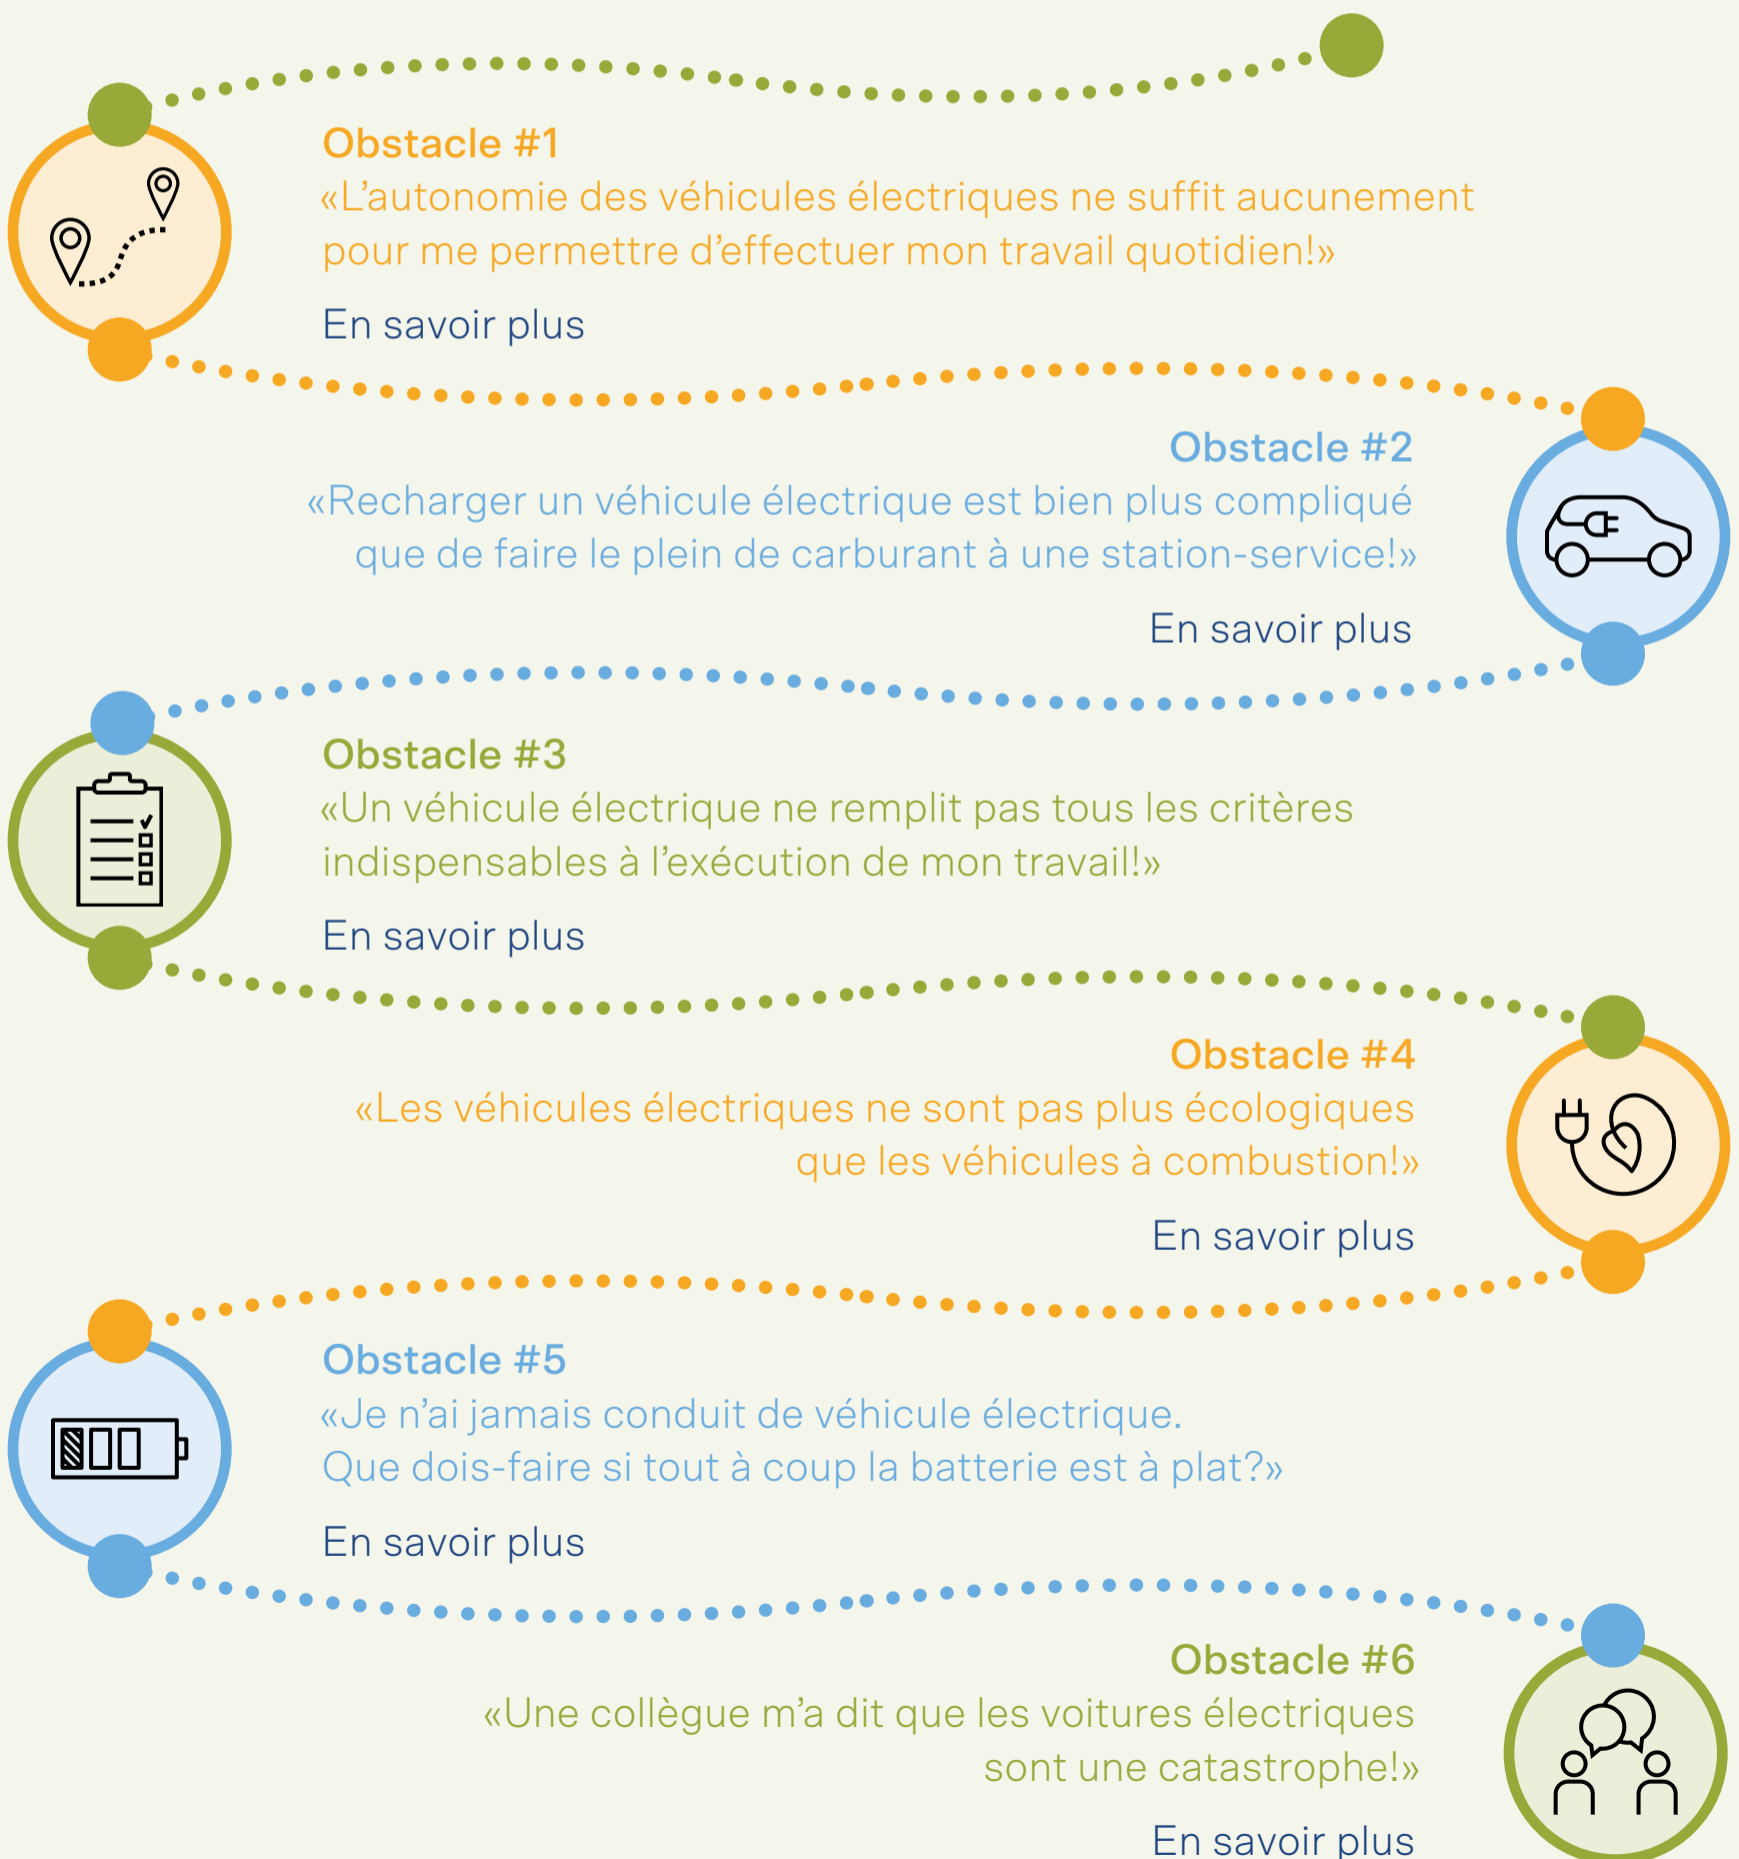 Obstacle #1
«L’autonomie des véhicules électriques ne suffit aucunement
pour me permettre d’effectuer mon travail quotidien!»
En savoir plus
Obstacle #2
«Recharger un véhicule électrique est bien plus compliqué
que de faire le plein de carburant à une station-service!»
En savoir plus
Obstacle #3
«Un véhicule électrique ne remplit pas tous les critères
indispensables à l’exécution de mon travail!»
En savoir plus
Obstacle #4
«Les véhicules électriques ne sont pas plus écologiques
que les véhicules à combustion!»
En savoir plus
Obstacle #5
«Je n’ai jamais conduit de véhicule électrique.
Que dois-faire si tout à coup la batterie est à plat?»
En savoir plus
Obstacle #6
«Une collègue m’a dit que les voitures électriques
sont une catastrophe!»
En savoir plus